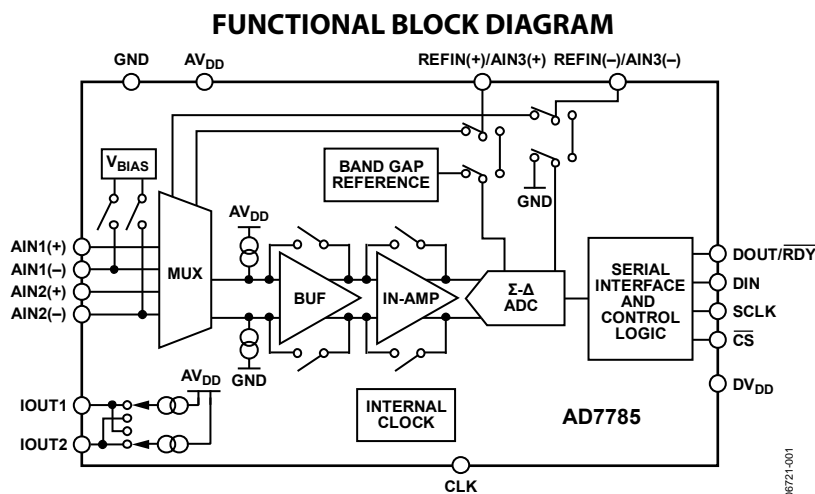 FUNCTIONAL BLOCK DIAGRAM
GND
AVDD
REFIN(+)/AIN3(+)
REFIN(–)/AIN3(–)
VBIAS
BAND GAP
REFERENCE
GND
AVDD
AIN1(+)
AIN1(–)
AIN2(+)
AIN2(–)
MUX
BUF
IN-AMP
Σ-Δ
ADC
SERIAL
INTERFACE
AND
CONTROL
LOGIC
DOUT/RDY
DIN
SCLK
CS
DVDD
GND
AVDD
IOUT1
IOUT2
INTERNAL
CLOCK
AD7785
CLK
06721-001